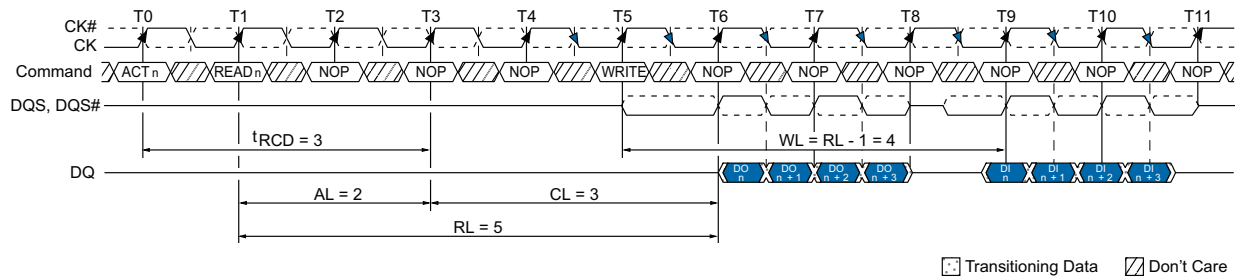 T0 T1 T2 T3 T4 T5 T6 T7 T8 T9 T10 T11
CK#
CK
Command ACT n READ n NOP NOP NOP WRITE NOP NOP NOP NOP NOP NOP
DQS, DQS#
tRCD = 3 WL = RL - 1 = 4
DQ DO n DO n + 1 DO n + 2 DO n + 3 DI n DI n + 1 DI n + 2 DI n + 3
AL = 2 CL = 3
RL = 5
Transitioning Data Don't Care